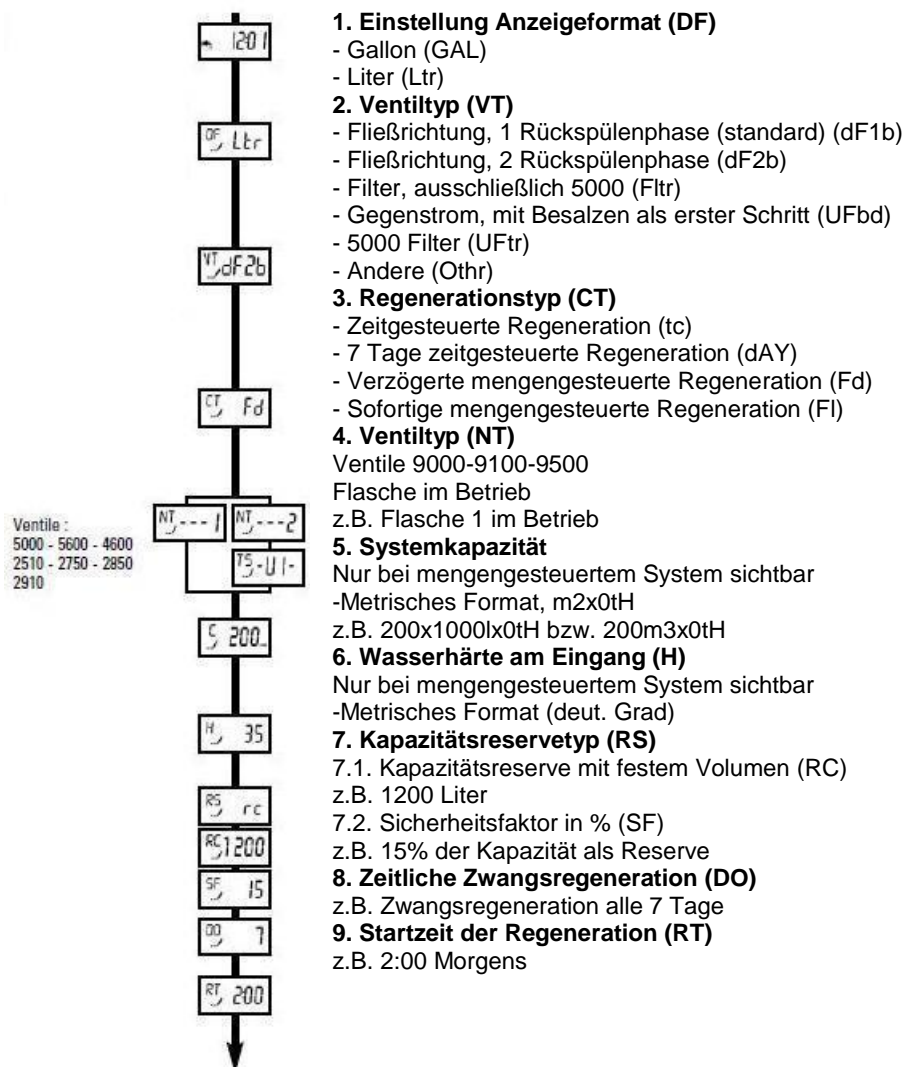 12:01
DF Ltr
VT dF2b
CT Fd
Ventile :
5000 - 5600 - 4600
2510 - 2750 - 2850
2910
NT - - - 1
NT - - - 2
TS -U1-
C 200_
H 35
RS rc
RC 1200
SF 15
DO 7
RT 2:00
1. Einstellung Anzeigeformat (DF)
- Gallon (GAL)
- Liter (Ltr)
2. Ventiltyp (VT)
- Fließrichtung, 1 Rückspülenphase (standard) (dF1b)
- Fließrichtung, 2 Rückspülenphase (dF2b)
- Filter, ausschließlich 5000 (Fltr)
- Gegenstrom, mit Besalzen als erster Schritt (UFbd)
- 5000 Filter (UFtr)
- Andere (Othr)
3. Regenerationstyp (CT)
- Zeitgesteuerte Regeneration (tc)
- 7 Tage zeitgesteuerte Regeneration (dAY)
- Verzögerte mengengesteuerte Regeneration (Fd)
- Sofortige mengengesteuerte Regeneration (Fl)
4. Ventiltyp (NT)
Ventile 9000-9100-9500
Flasche im Betrieb
z.B. Flasche 1 im Betrieb
5. Systemkapazität
Nur bei mengengesteuertem System sichtbar
-Metrisches Format, m2x0tH
z.B. 200x1000lx0tH bzw. 200m3x0tH
6. Wasserhärte am Eingang (H)
Nur bei mengengesteuertem System sichtbar
-Metrisches Format (deut. Grad)
7. Kapazitätsreservetyp (RS)
7.1. Kapazitätsreserve mit festem Volumen (RC)
z.B. 1200 Liter
7.2. Sicherheitsfaktor in % (SF)
z.B. 15% der Kapazität als Reserve
8. Zeitliche Zwangsregeneration (DO)
z.B. Zwangsregeneration alle 7 Tage
9. Startzeit der Regeneration (RT)
z.B. 2:00 Morgens